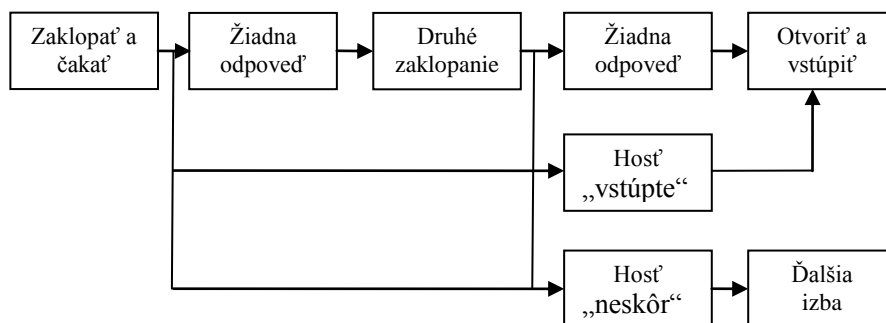 Zaklopať a
čakať
Žiadna
odpoveď
Druhé
zaklopanie
Žiadna
odpoveď
Otvoriť a
vstúpiť
Hosť
„vstúpte“
Hosť
„neskôr“
Ďalšia
izba